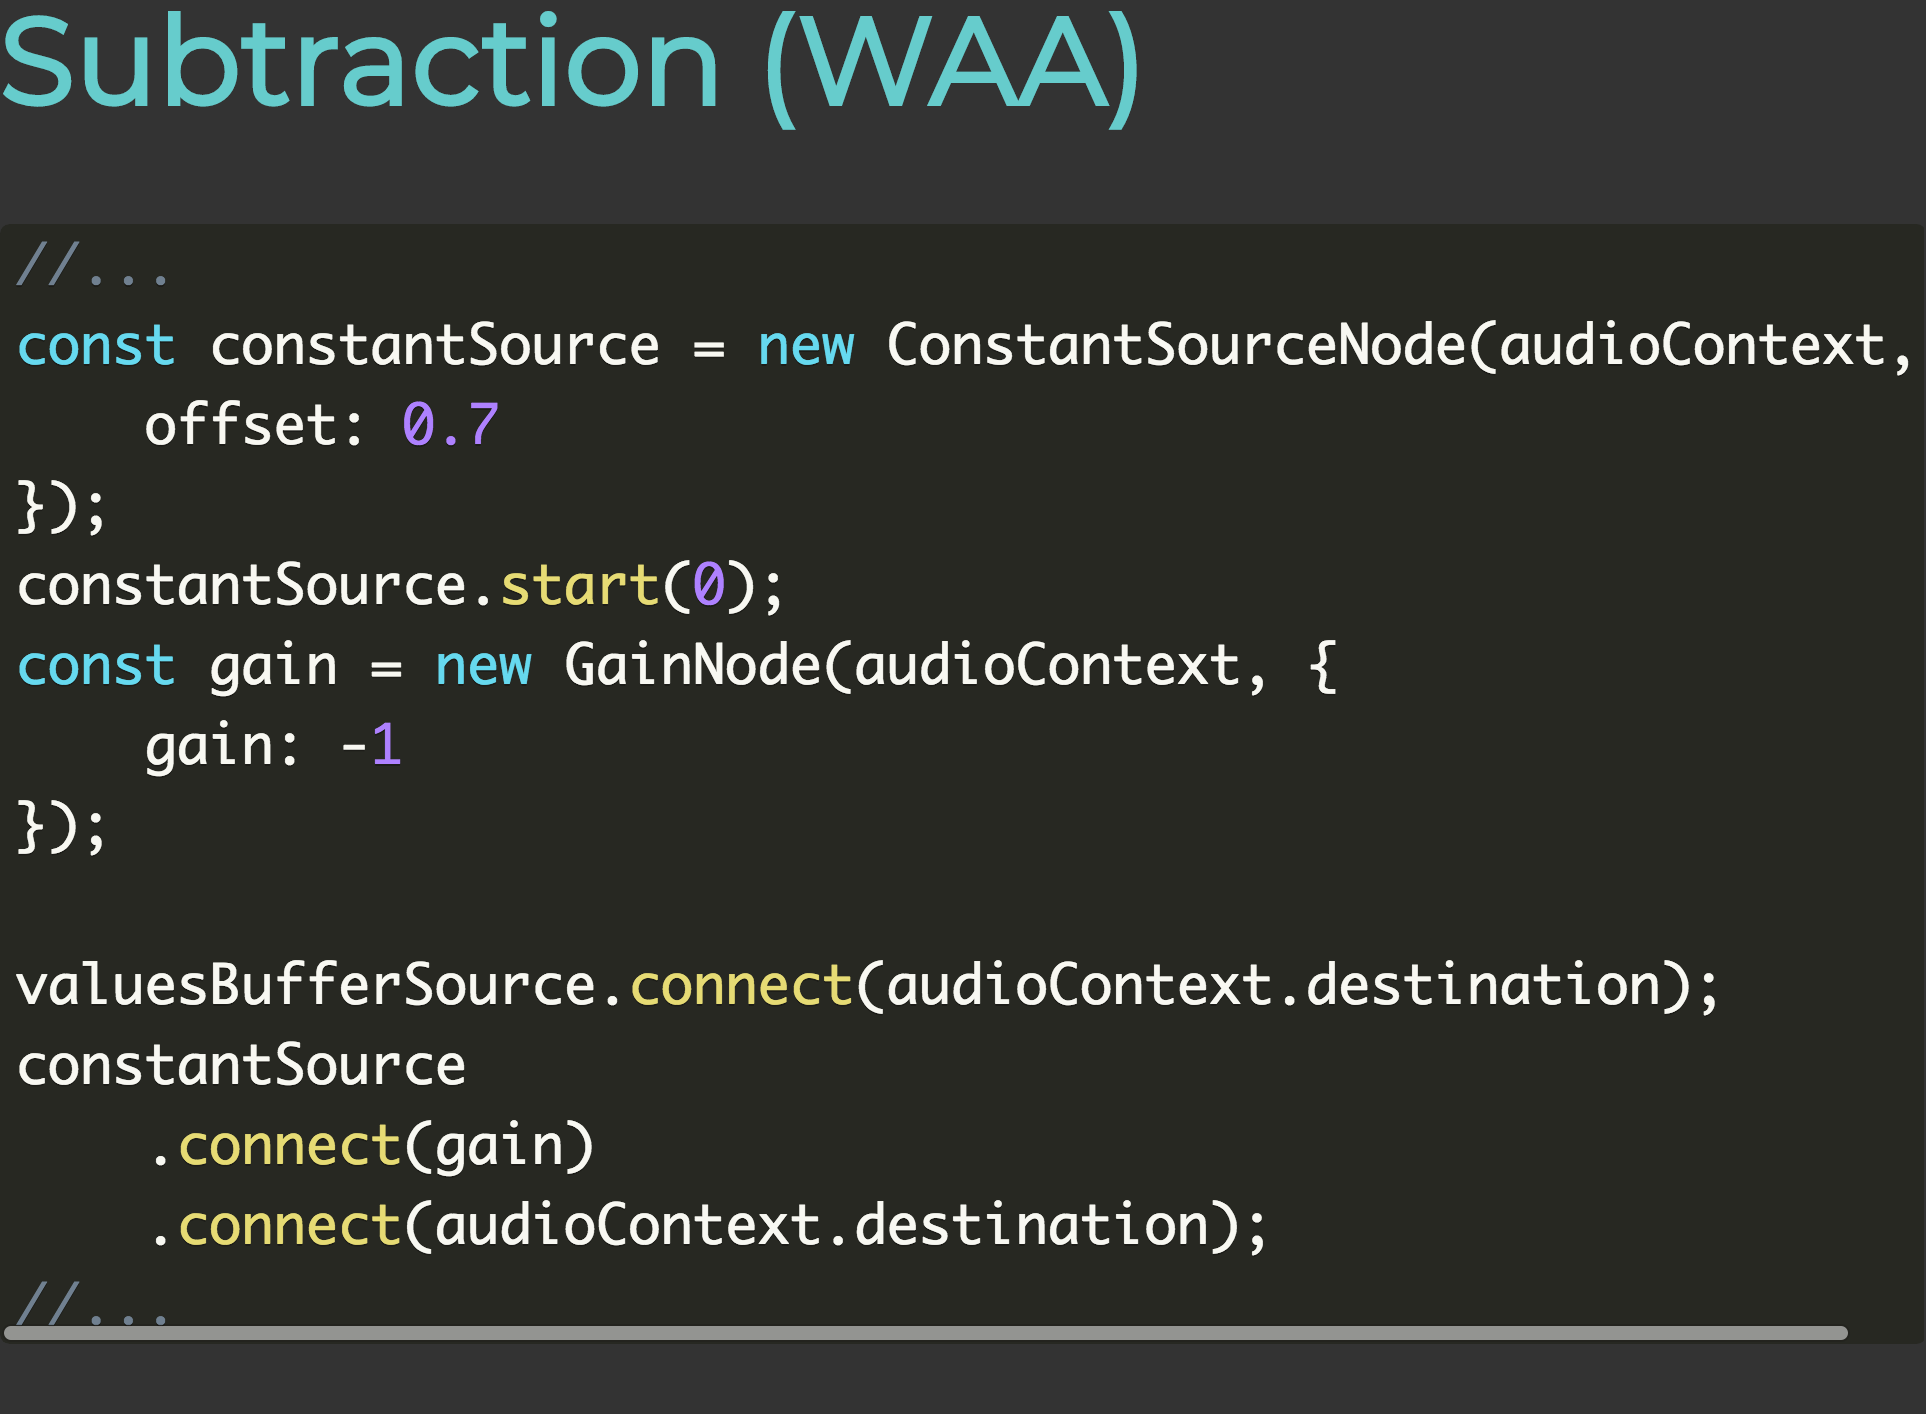 Subtraction (WAA)
//...
const constantSource = new ConstantSourceNode(audioContext,
    offset: 0.7
});
constantSource.start(0);
const gain = new GainNode(audioContext, {
    gain: -1
});

valuesBufferSource.connect(audioContext.destination);
constantSource
    .connect(gain)
    .connect(audioContext.destination);
//...